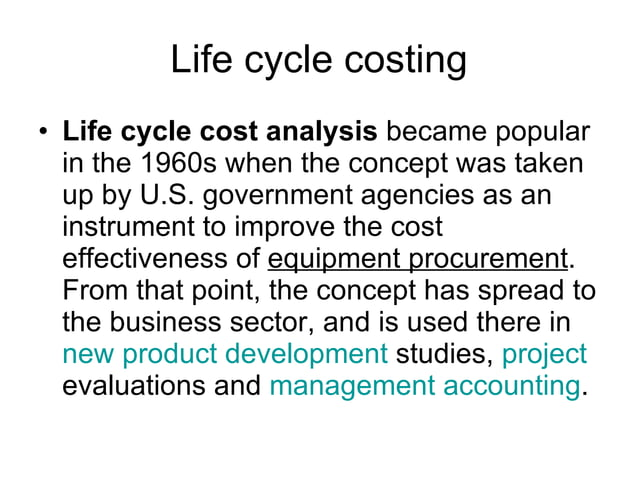 Life cycle costing
• Life cycle cost analysis became popular
in the 1960s when the concept was taken
up by U.S. government agencies as an
instrument to improve the cost
effectiveness of equipment procurement.
From that point, the concept has spread to
the business sector, and is used there in
new product development studies, project
evaluations and management accounting.